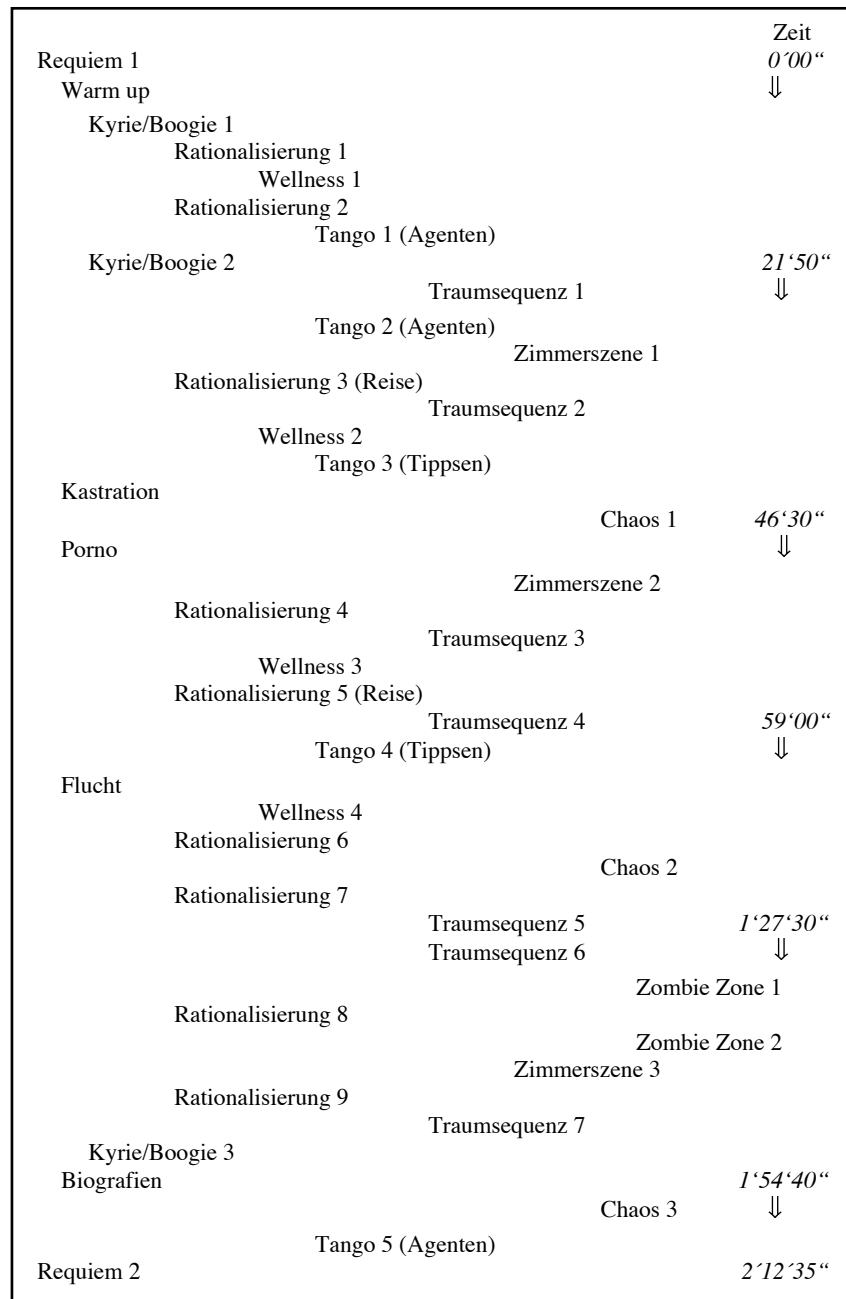 Zeit
Requiem 1 0´00“
Warm up ⇓
Kyrie/Boogie 1
Rationalisierung 1
Wellness 1
Rationalisierung 2
Tango 1 (Agenten)
Kyrie/Boogie 2 21‘50“
Traumsequenz 1 ⇓
Tango 2 (Agenten)
Zimmerszene 1
Rationalisierung 3 (Reise)
Traumsequenz 2
Wellness 2
Tango 3 (Tippsen)
Kastration
Chaos 1 46‘30“
Porno ⇓
Zimmerszene 2
Rationalisierung 4
Traumsequenz 3
Wellness 3
Rationalisierung 5 (Reise)
Traumsequenz 4 59‘00“
Tango 4 (Tippsen) ⇓
Flucht
Wellness 4
Rationalisierung 6
Chaos 2
Rationalisierung 7
Traumsequenz 5 1‘27‘30“
Traumsequenz 6 ⇓
Zombie Zone 1
Rationalisierung 8
Zombie Zone 2
Zimmerszene 3
Rationalisierung 9
Traumsequenz 7
Kyrie/Boogie 3
Biografien 1‘54‘40“
Chaos 3 ⇓
Tango 5 (Agenten)
Requiem 2 2´12´35“